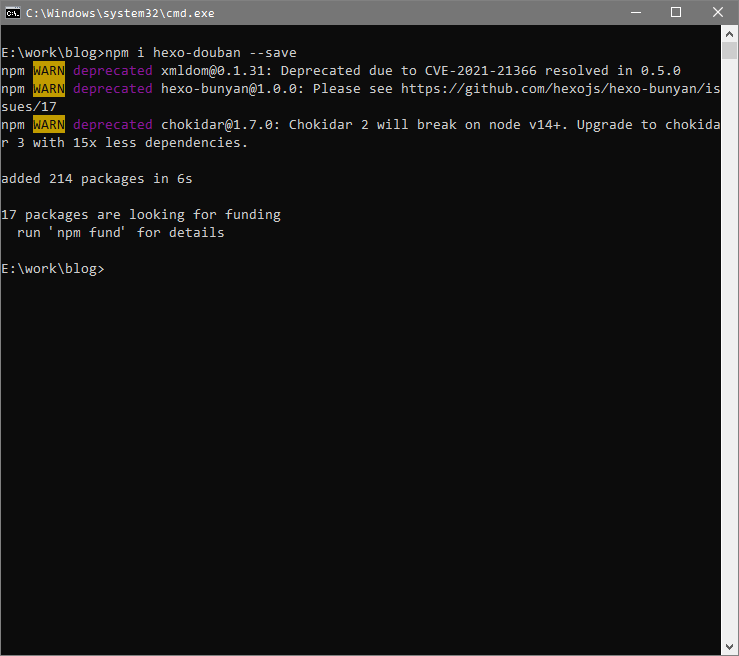 C:\Windows\system32\cmd.exe
E:\work\blog>npm i hexo-douban --save
npm WARN deprecated xmldom@0.1.31: Deprecated due to CVE-2021-21366 resolved in 0.5.0
npm WARN deprecated hexo-bunyan@1.0.0: Please see https://github.com/hexojs/hexo-bunyan/is
sues/17
npm WARN deprecated chokidar@1.7.0: Chokidar 2 will break on node v14+. Upgrade to chokida
r 3 with 15x less dependencies.
added 214 packages in 6s
17 packages are looking for funding
  run `npm fund` for details
E:\work\blog>